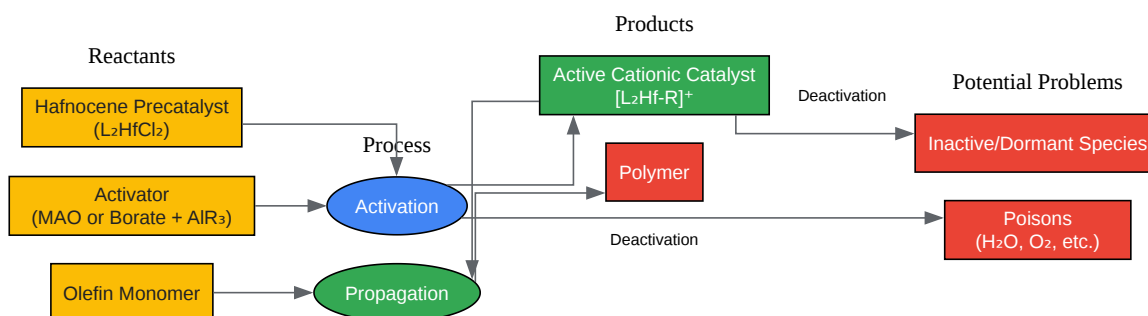 Reactants
Hafnocene Precatalyst
(L₂HfCl₂)
Activator
(MAO or Borate + AlR₃)
Olefin Monomer
Process
Activation
Propagation
Products
Active Cationic Catalyst
[L₂Hf-R]⁺
Polymer
Deactivation
Deactivation
Potential Problems
Inactive/Dormant Species
Poisons
(H₂O, O₂, etc.)